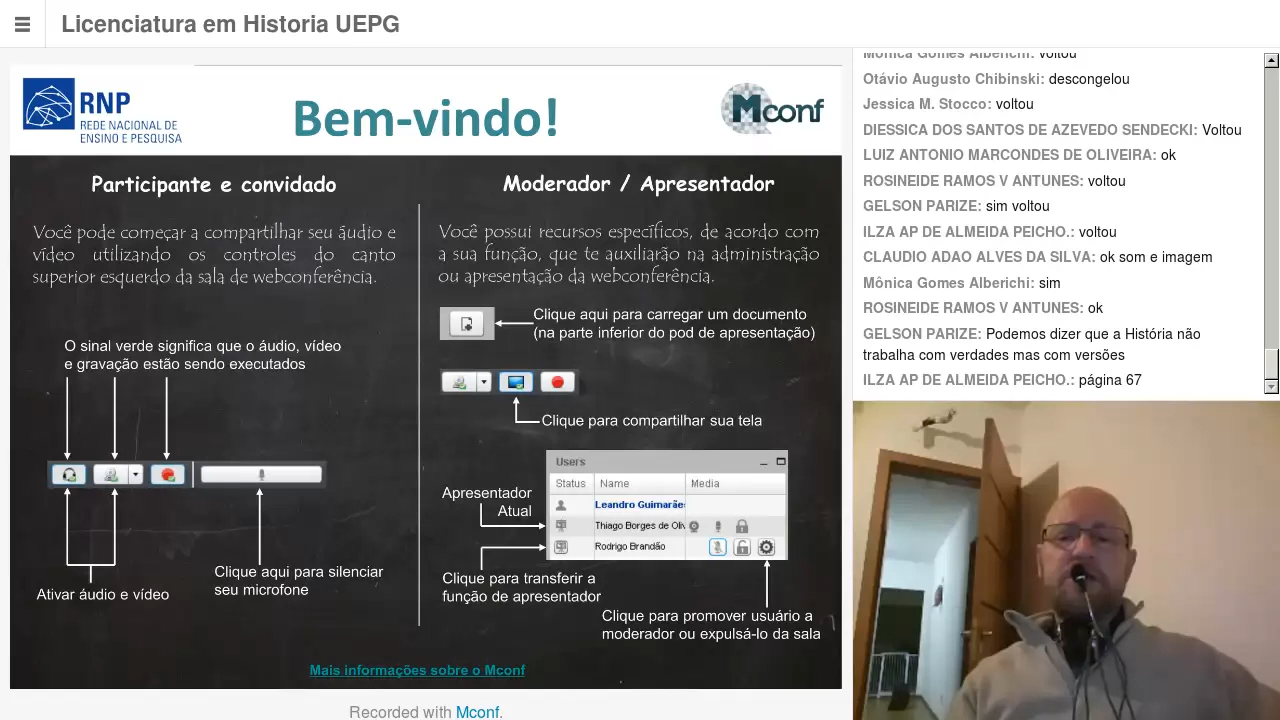 Licenciatura em Historia UEPG
RNP
REDE NACIONAL DE
ENSINO E PESQUISA
Bem-vindo!
Mconf
Participante e convidado
Você pode começar a compartilhar seu áudio e
vídeo utilizando os controles do canto
superior esquerdo da sala de webconferência.
O sinal verde significa que o áudio, vídeo
e gravação estão sendo executados
Ativar áudio e vídeo
Clique aqui para silenciar
seu microfone
Moderador / Apresentador
Você possui recursos específicos, de acordo com
a sua função, que te auxiliarão na administração
ou apresentação da webconferência.
Clique aqui para carregar um documento
(na parte inferior do pod de apresentação)
Clique para compartilhar sua tela
Users
Status Name Media
Leandro Guimarães
Thiago Borges de Oliv
Rodrigo Brandão
Apresentador
Atual
Clique para transferir a
função de apresentador
Clique para promover usuário a
moderador ou expulsá-lo da sala
Mais informações sobre o Mconf
Recorded with Mconf.
Mônica Gomes Alberichi: voltou
Otávio Augusto Chibinski: descongelou
Jessica M. Stocco: voltou
DIESSICA DOS SANTOS DE AZEVEDO SENDECKI: Voltou
LUIZ ANTONIO MARCONDES DE OLIVEIRA: ok
ROSINEIDE RAMOS V ANTUNES: voltou
GELSON PARIZE: sim voltou
ILZA AP DE ALMEIDA PEICHO.: voltou
CLAUDIO ADAO ALVES DA SILVA: ok som e imagem
Mônica Gomes Alberichi: sim
ROSINEIDE RAMOS V ANTUNES: ok
GELSON PARIZE: Podemos dizer que a História não
trabalha com verdades mas com versões
ILZA AP DE ALMEIDA PEICHO.: página 67